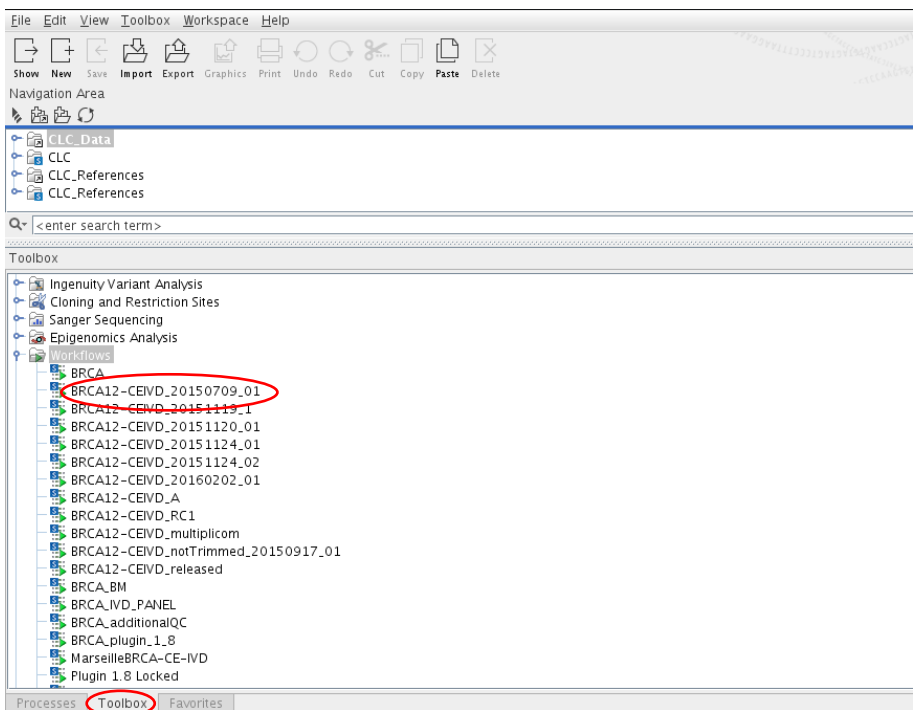 File Edit View Toolbox Workspace Help
Show New Save Import Export Graphics Print Undo Redo Cut Copy Paste Delete
Navigation Area
CLC_Data
CLC
CLC_References
CLC_References
<enter search term>
Toolbox
Ingenuity Variant Analysis
Cloning and Restriction Sites
Sanger Sequencing
Epigenomics Analysis
Workflows
BRCA
BRCA12-CEIVD_20150709_01
BRCA12-CEIVD_20151119_1
BRCA12-CEIVD_20151120_01
BRCA12-CEIVD_20151124_01
BRCA12-CEIVD_20151124_02
BRCA12-CEIVD_20160202_01
BRCA12-CEIVD_A
BRCA12-CEIVD_RC1
BRCA12-CEIVD_multiplicom
BRCA12-CEIVD_notTrimmed_20150917_01
BRCA12-CEIVD_released
BRCA_BM
BRCA_IVD_PANEL
BRCA_additionalQC
BRCA_plugin_1_8
MarseilleBRCA-CE-IVD
Plugin 1.8 Locked
Processes Toolbox Favorites